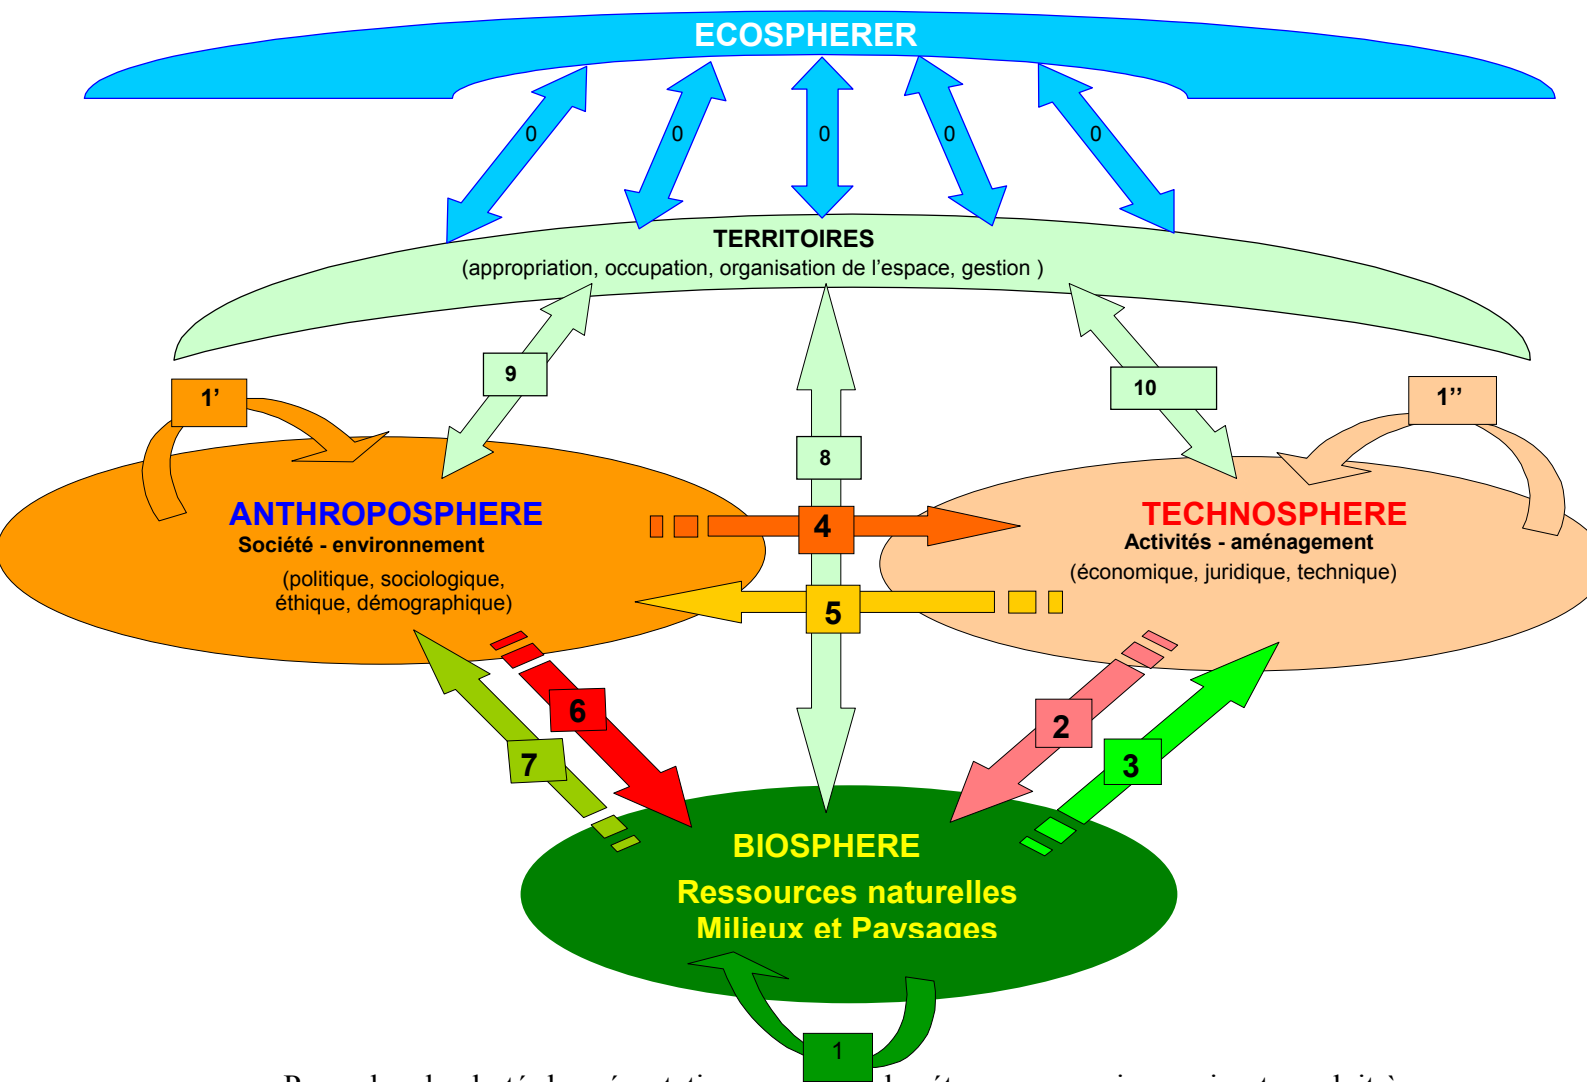 ECOSPHERER
0 0 0 0 0
TERRITOIRES
(appropriation, occupation, organisation de l’espace, gestion )
9
10
1’
1’’
8
ANTHROPOSPHERE
Société - environnement
(politique, sociologique,
éthique, démographique)
4
TECHNOSPHERE
Activités - aménagement
(économique, juridique, technique)
5
6
2
7
3
BIOSPHERE
Ressources naturelles
Milieux et Paysages
1